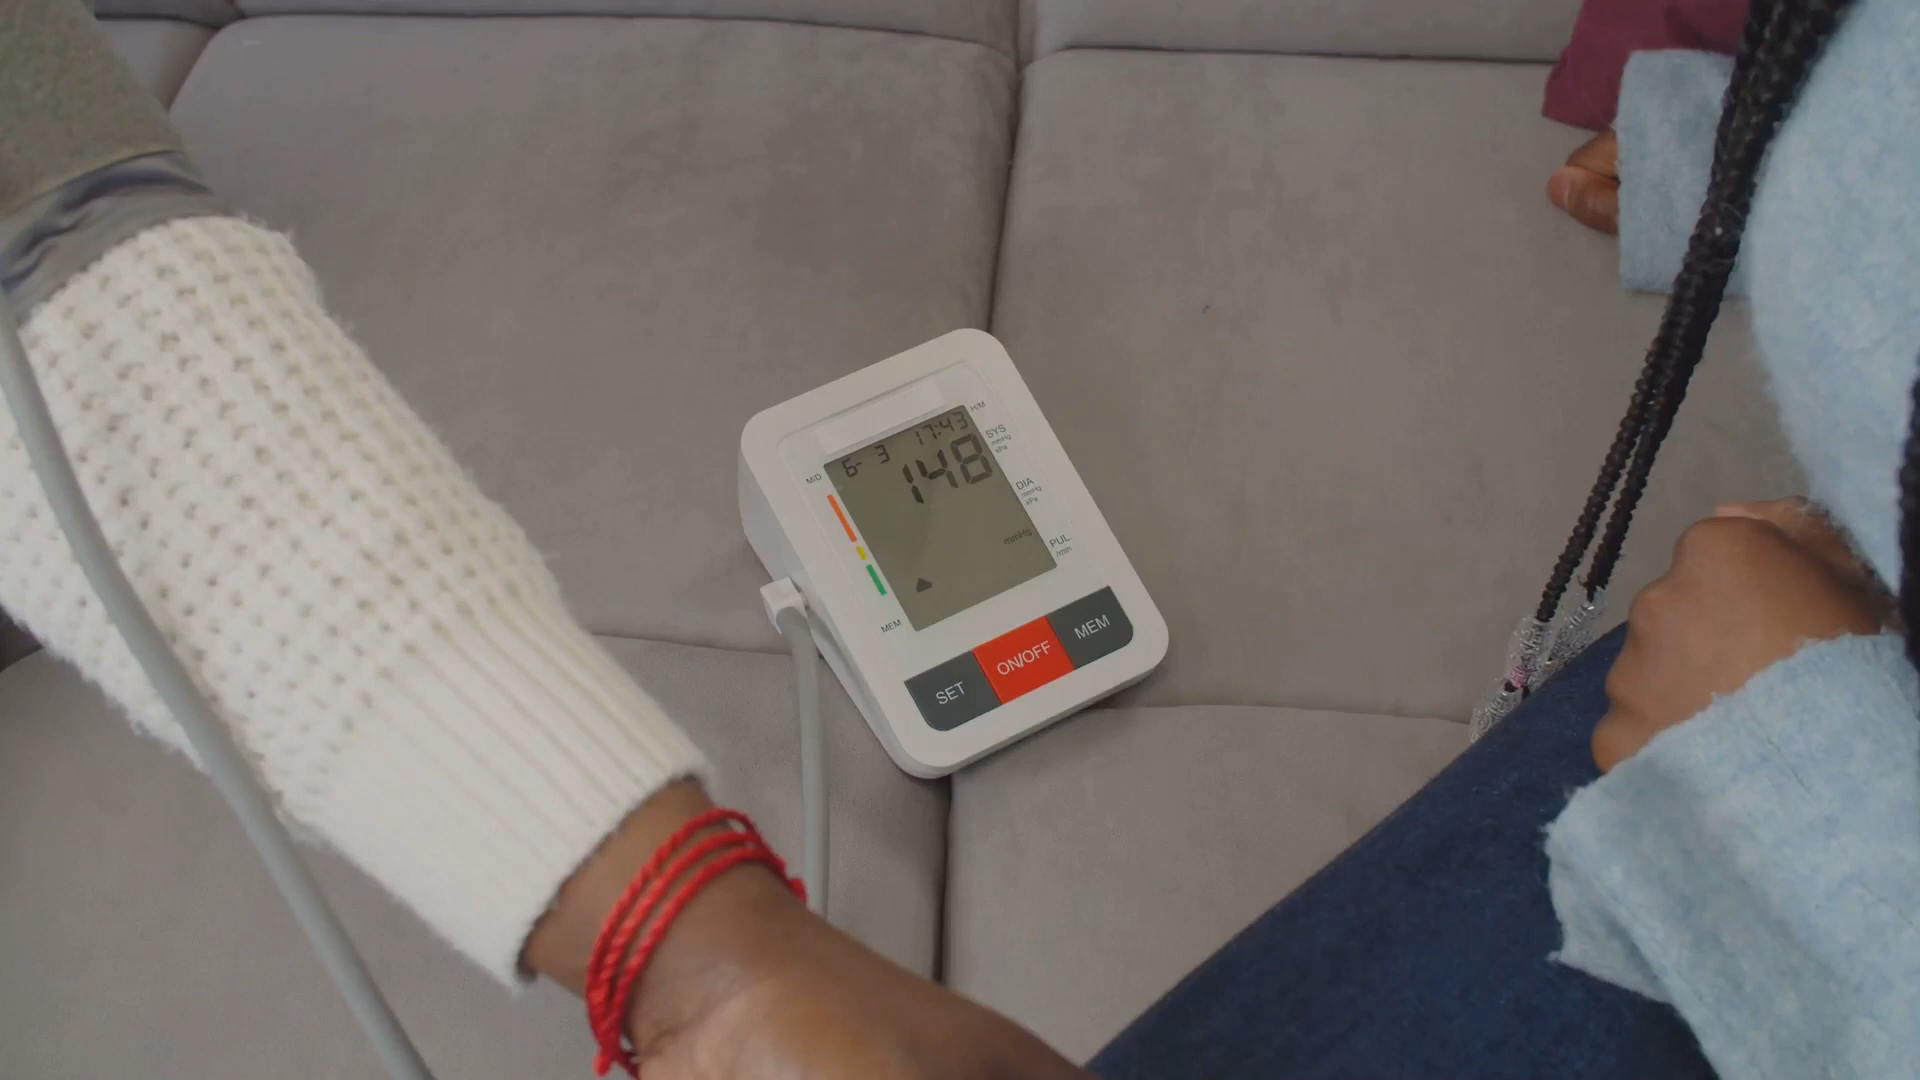 17:43
H/M
6- 3
148
SYS
mmHg
kPa
M/D
DIA
mmHg
kPa
mmHg
PUL
/min
MEM
SET
ON/OFF
MEM